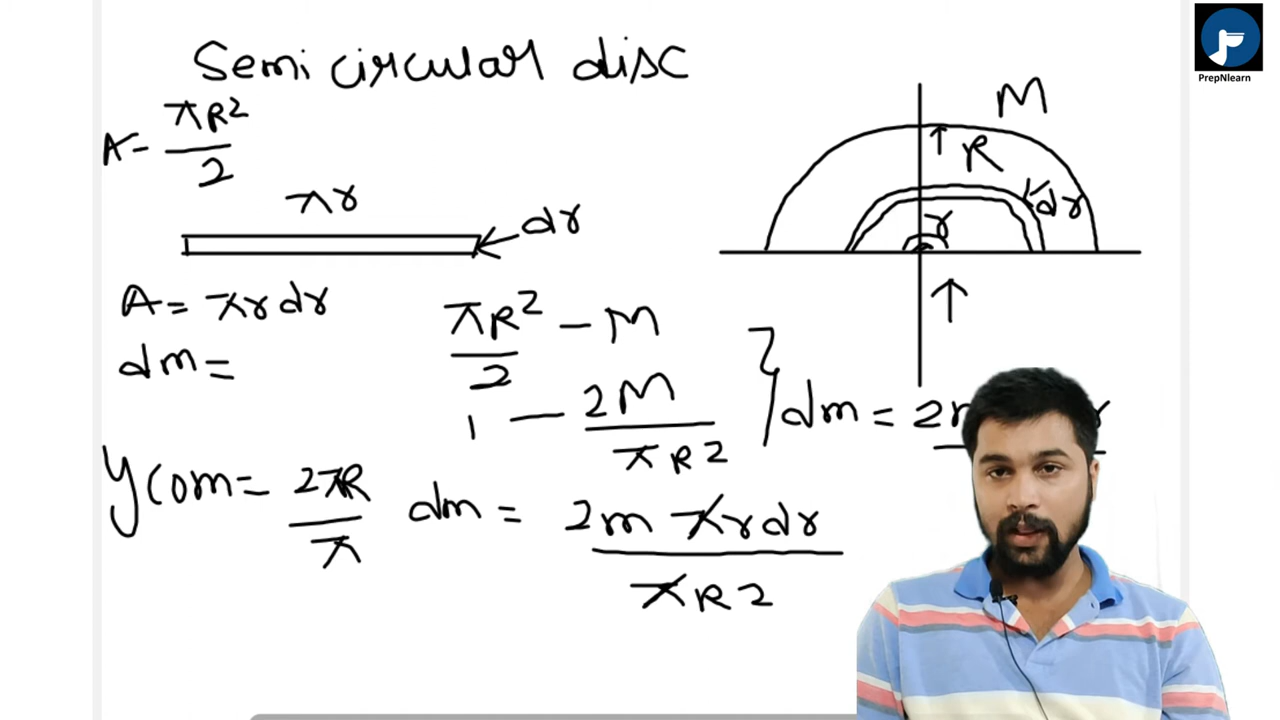 Semi circular disc
PrepNlearn
A = πR²/2
M
R
πr
dr
dr
r
A = πr dr
πR²/2 - M
dm =
1 - 2M/πR2
dm = 2
Ycom = 2πR/π
dm = 2m πr dr/πR2